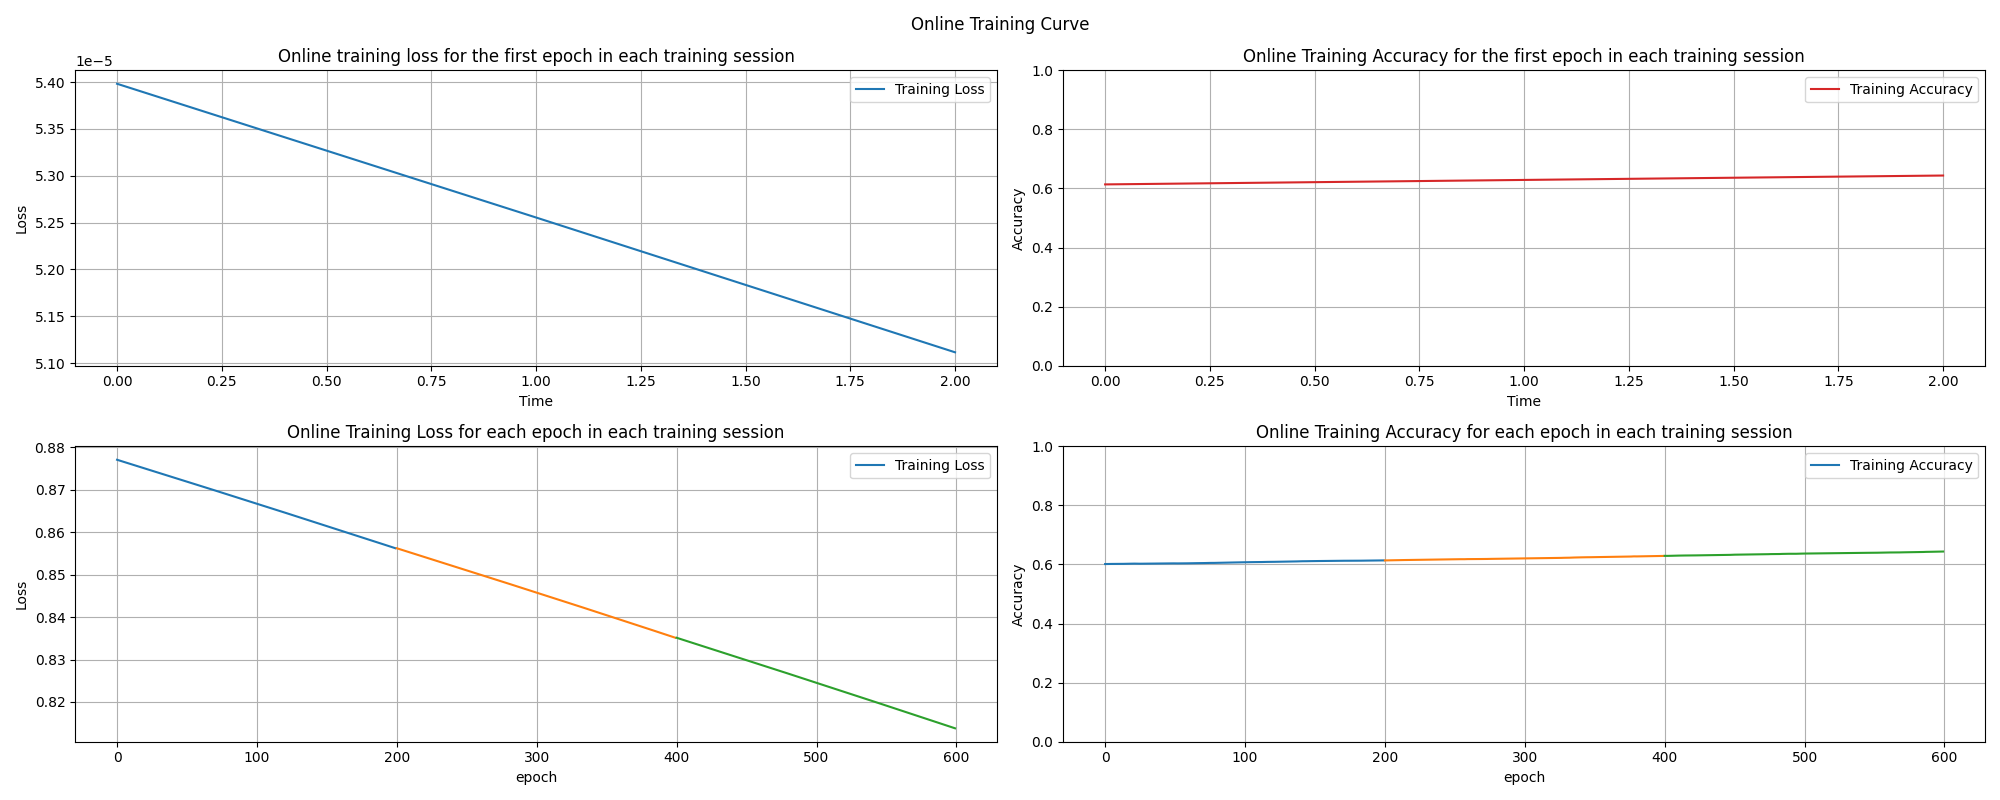 Online Training Curve
Online training loss for the first epoch in each training session
1e−5
5.40
5.35
5.30
5.25
5.20
5.15
5.10
Loss
Training Loss
0.00 0.25 0.50 0.75 1.00 1.25 1.50 1.75 2.00
Time
Online Training Accuracy for the first epoch in each training session
1.0
0.8
0.6
0.4
0.2
0.0
Accuracy
Training Accuracy
0.00 0.25 0.50 0.75 1.00 1.25 1.50 1.75 2.00
Time
Online Training Loss for each epoch in each training session
0.88
0.87
0.86
0.85
0.84
0.83
0.82
Loss
Training Loss
0 100 200 300 400 500 600
epoch
Online Training Accuracy for each epoch in each training session
1.0
0.8
0.6
0.4
0.2
0.0
Accuracy
Training Accuracy
0 100 200 300 400 500 600
epoch